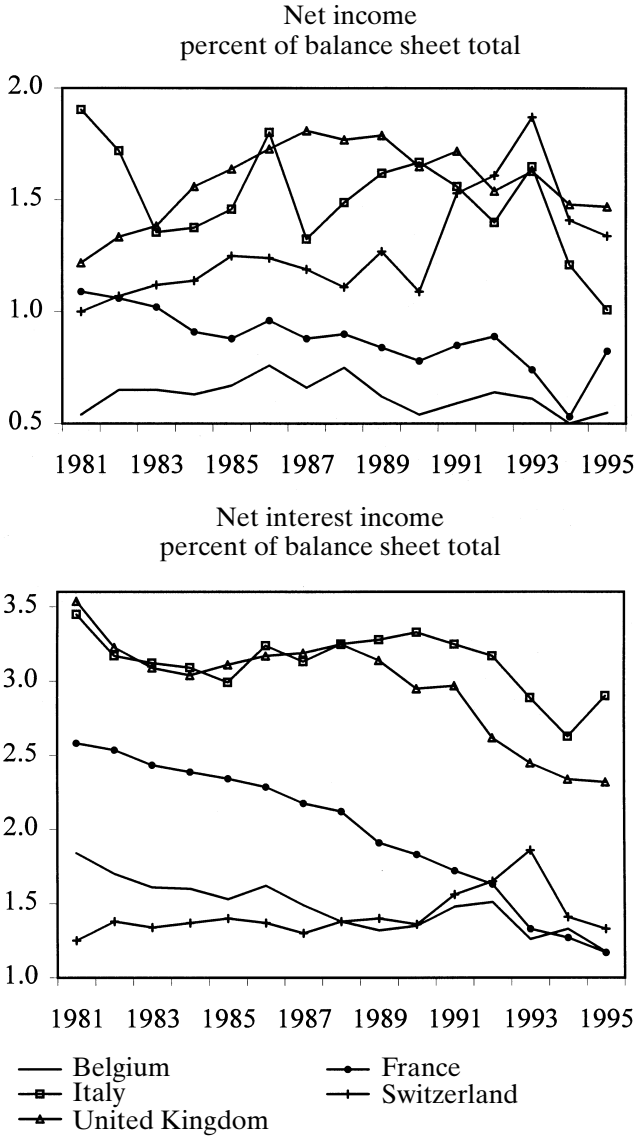 Net income
percent of balance sheet total
2.0
1.5
1.0
0.5
1981 1983 1985 1987 1989 1991 1993 1995
Net interest income
percent of balance sheet total
3.5
3.0
2.5
2.0
1.5
1.0
1981 1983 1985 1987 1989 1991 1993 1995
Belgium France
Italy Switzerland
United Kingdom